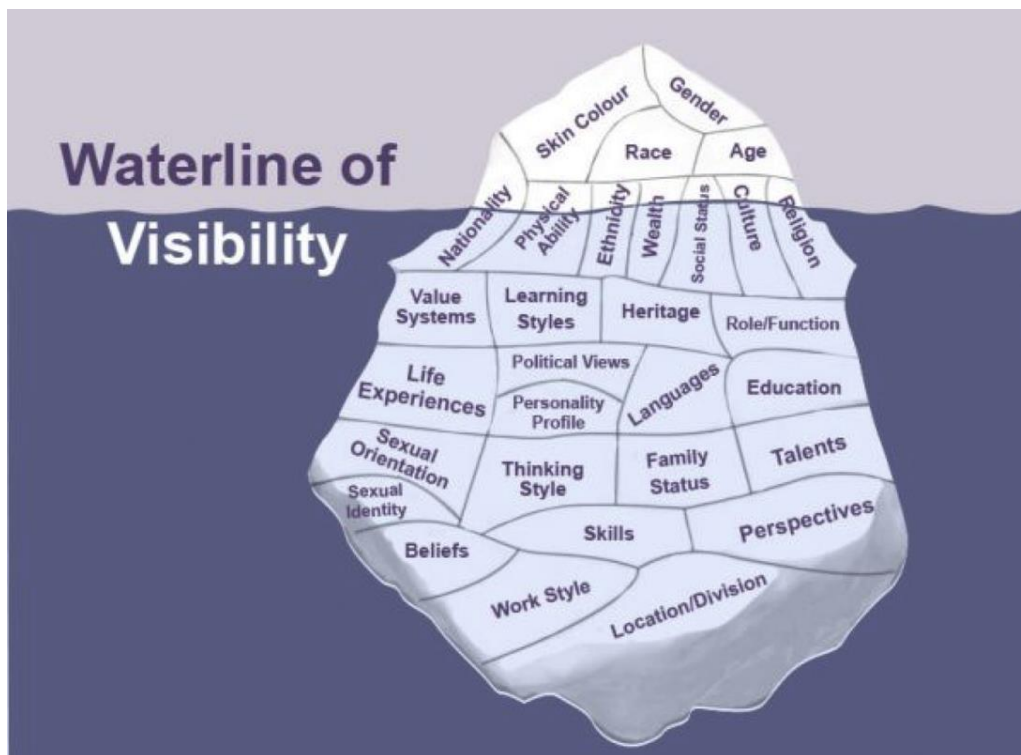 Waterline of
Visibility
Skin Colour
Gender
Race
Age
Nationality
Physical
Ability
Ethnicity
Wealth
Social Status
Culture
Religion
Value
Systems
Learning
Styles
Heritage
Role/Function
Life
Experiences
Political Views
Personality
Profile
Languages
Education
Sexual
Orientation
Thinking
Style
Family
Status
Talents
Sexual
Identity
Beliefs
Skills
Perspectives
Work Style
Location/Division